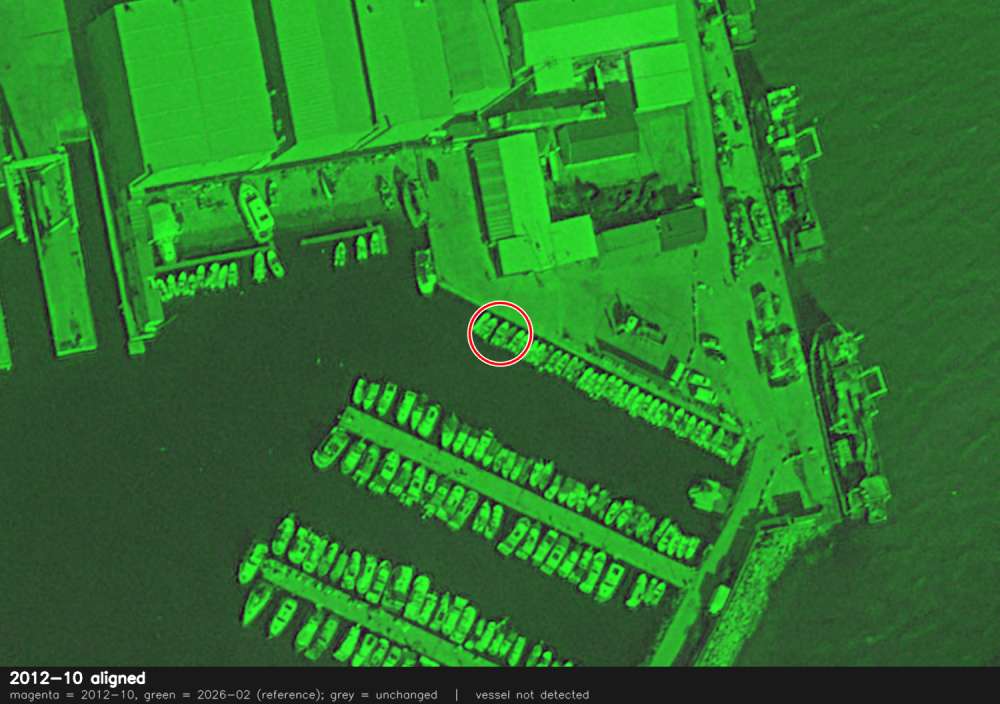 2012-10 aligned
magenta = 2012-10, green = 2026-02 (reference); grey = unchanged | vessel not detected